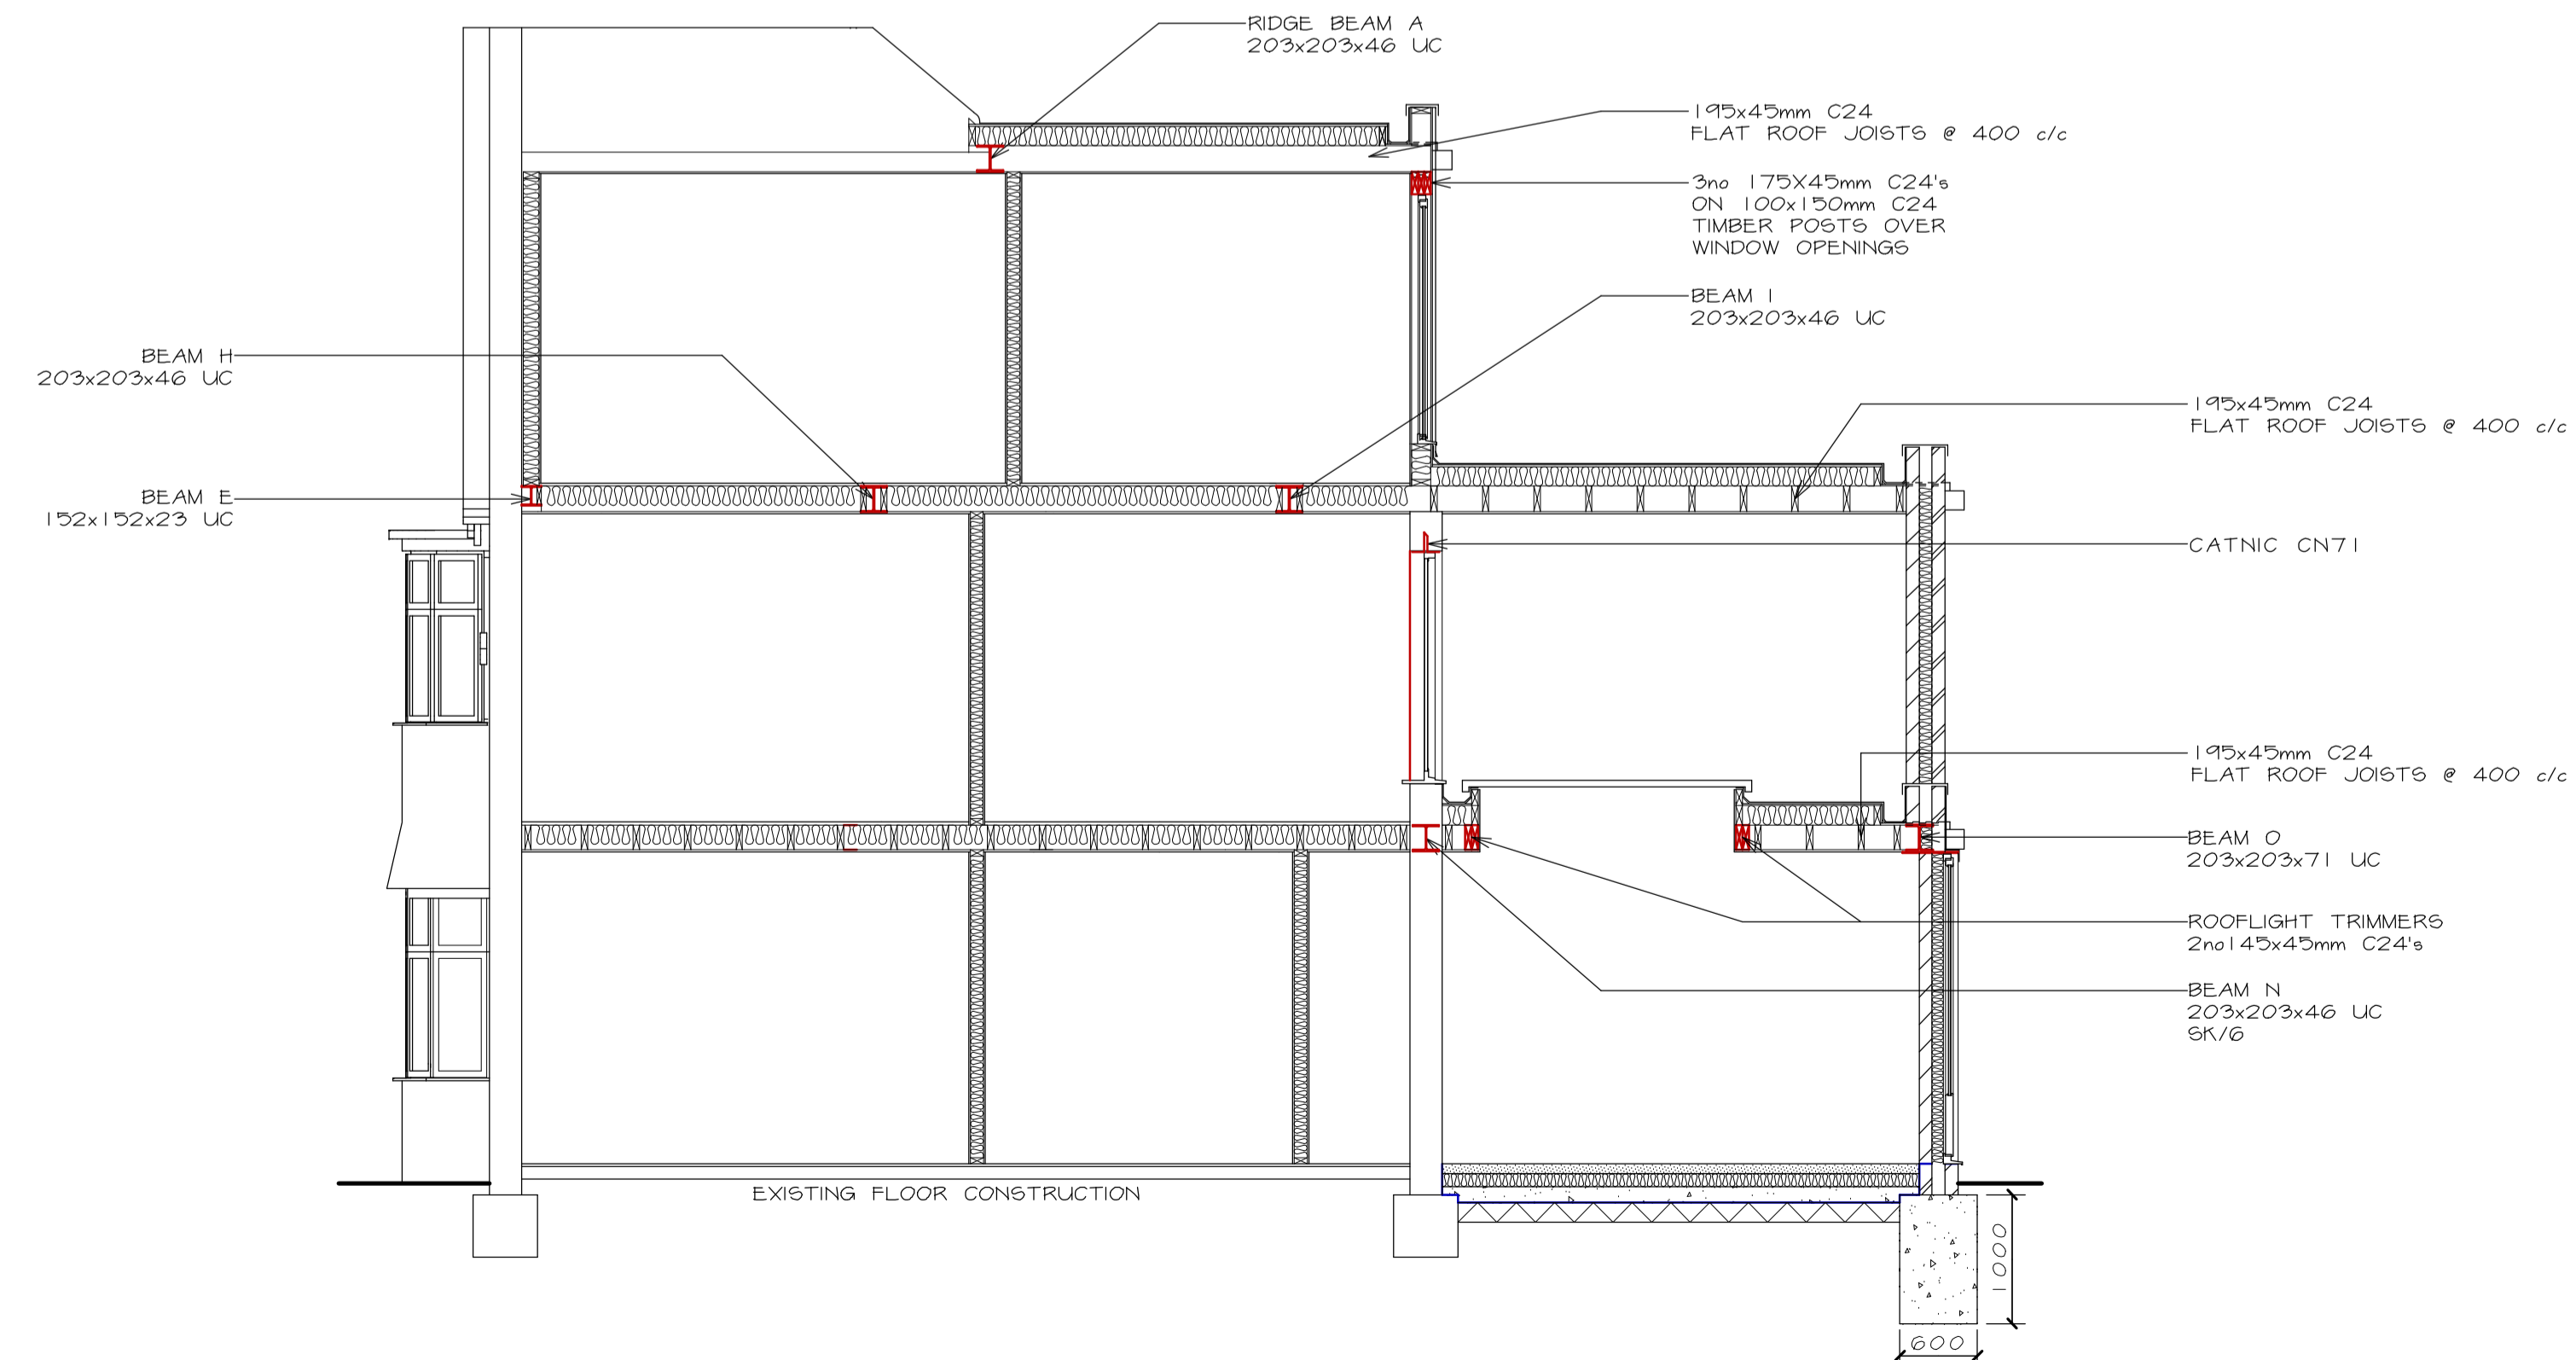 RIDGE BEAM A
203x203x46 UC
195x45mm C24
FLAT ROOF JOISTS @ 400 c/c
3no 175X45mm C24's
ON 100x150mm C24
TIMBER POSTS OVER
WINDOW OPENINGS
BEAM I
203x203x46 UC
BEAM H
203x203x46 UC
195x45mm C24
FLAT ROOF JOISTS @ 400 c/c
BEAM E
152x152x23 UC
CATNIC CN71
195x45mm C24
FLAT ROOF JOISTS @ 400 c/c
BEAM O
203x203x71 UC
ROOFLIGHT TRIMMERS
2no145x45mm C24's
BEAM N
203x203x46 UC
SK/6
EXISTING FLOOR CONSTRUCTION
1000
600